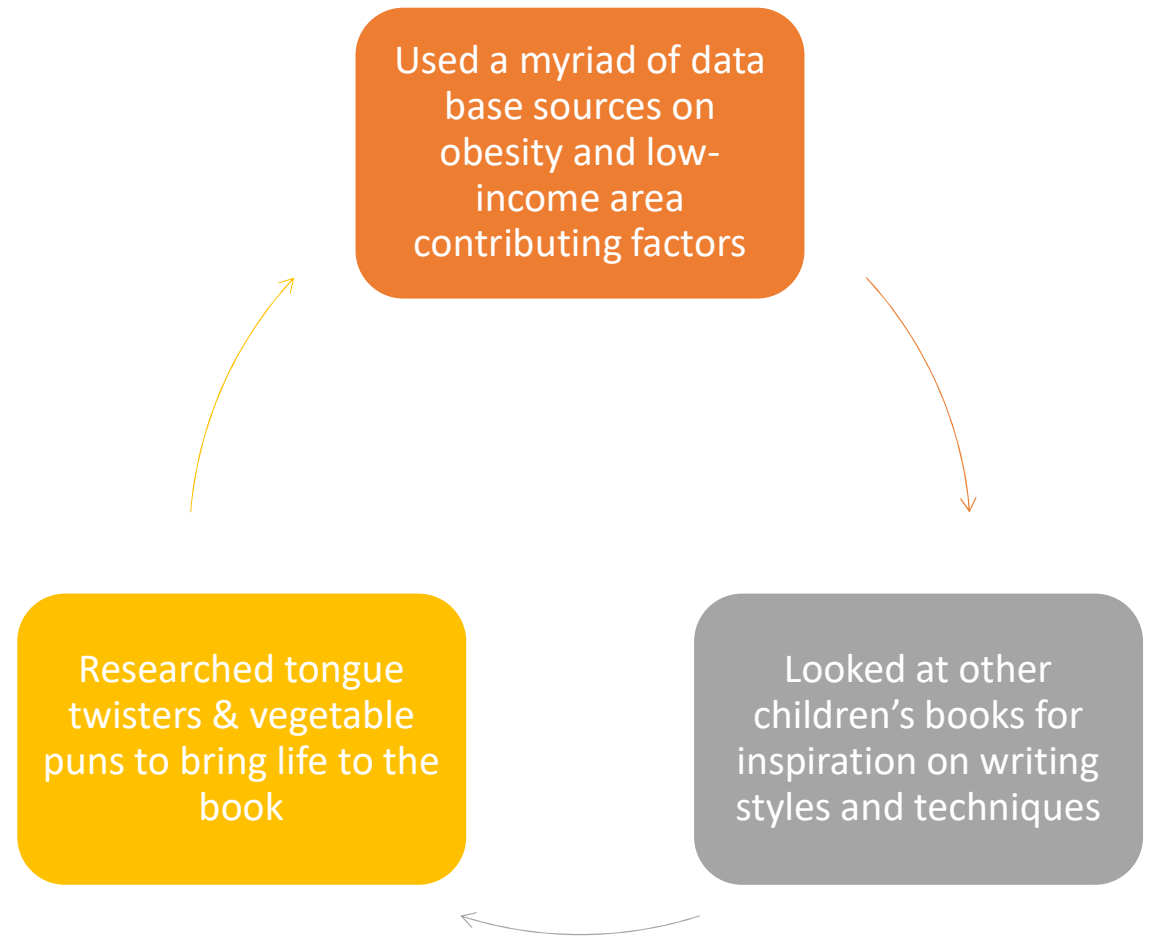 Used a myriad of data
base sources on
obesity and low-
income area
contributing factors
Looked at other
children’s books for
inspiration on writing
styles and techniques
Researched tongue
twisters & vegetable
puns to bring life to the
book